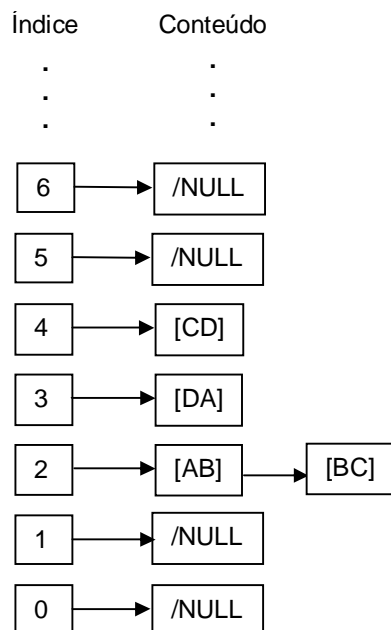 Índice Conteúdo
. .
. .
. .
6 /NULL
5 /NULL
4 [CD]
3 [DA]
2 [AB] [BC]
1 /NULL
0 /NULL